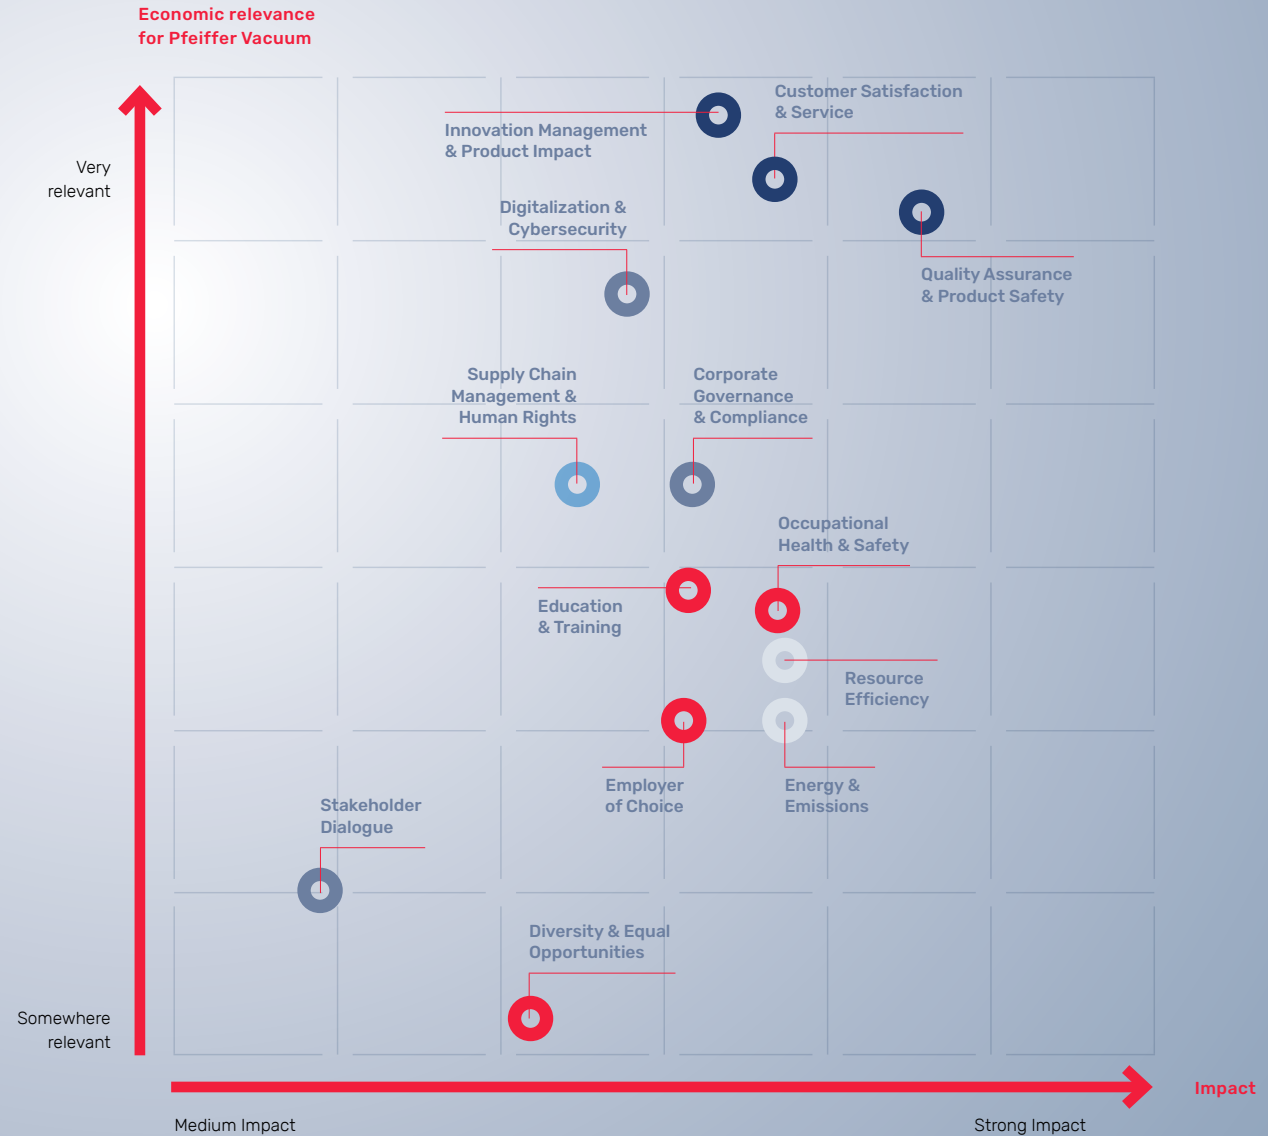 Economic relevance
for Pfeiffer Vacuum
Very
relevant
Customer Satisfaction
& Service
Innovation Management
& Product Impact
Digitalization &
Cybersecurity
Quality Assurance
& Product Safety
Supply Chain
Management &
Human Rights
Corporate
Governance
& Compliance
Occupational
Health & Safety
Education
& Training
Resource
Efficiency
Employer
of Choice
Energy &
Emissions
Stakeholder
Dialogue
Diversity & Equal
Opportunities
Somewhere
relevant
Impact
Medium Impact
Strong Impact